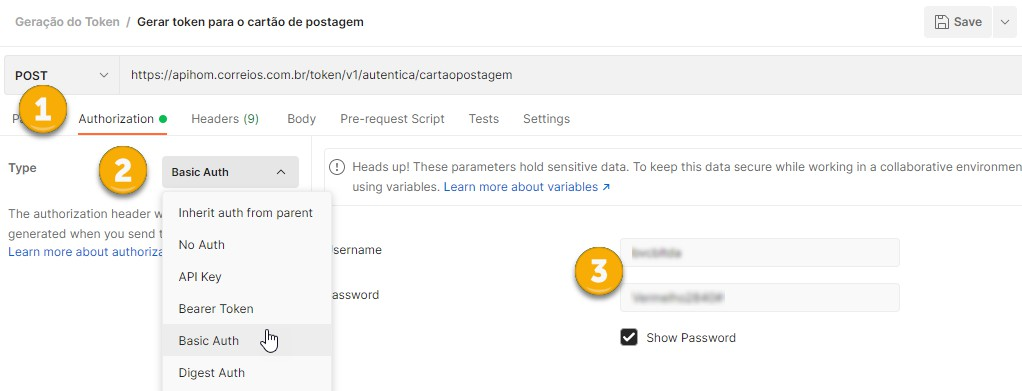 Geração do Token / Gerar token para o cartão de postagem
Save
POST
https://apihom.correios.com.br/token/v1/autentica/cartaopostagem
1
Authorization
Headers (9)
Body
Pre-request Script
Tests
Settings
Type
2
Basic Auth
Heads up! These parameters hold sensitive data. To keep this data secure while working in a collaborative environmen
using variables. Learn more about variables ↗
The authorization header w
generated when you send t
Learn more about authoriza
Inherit auth from parent
No Auth
API Key
Bearer Token
Basic Auth
Digest Auth
sername
assword
3
Show Password